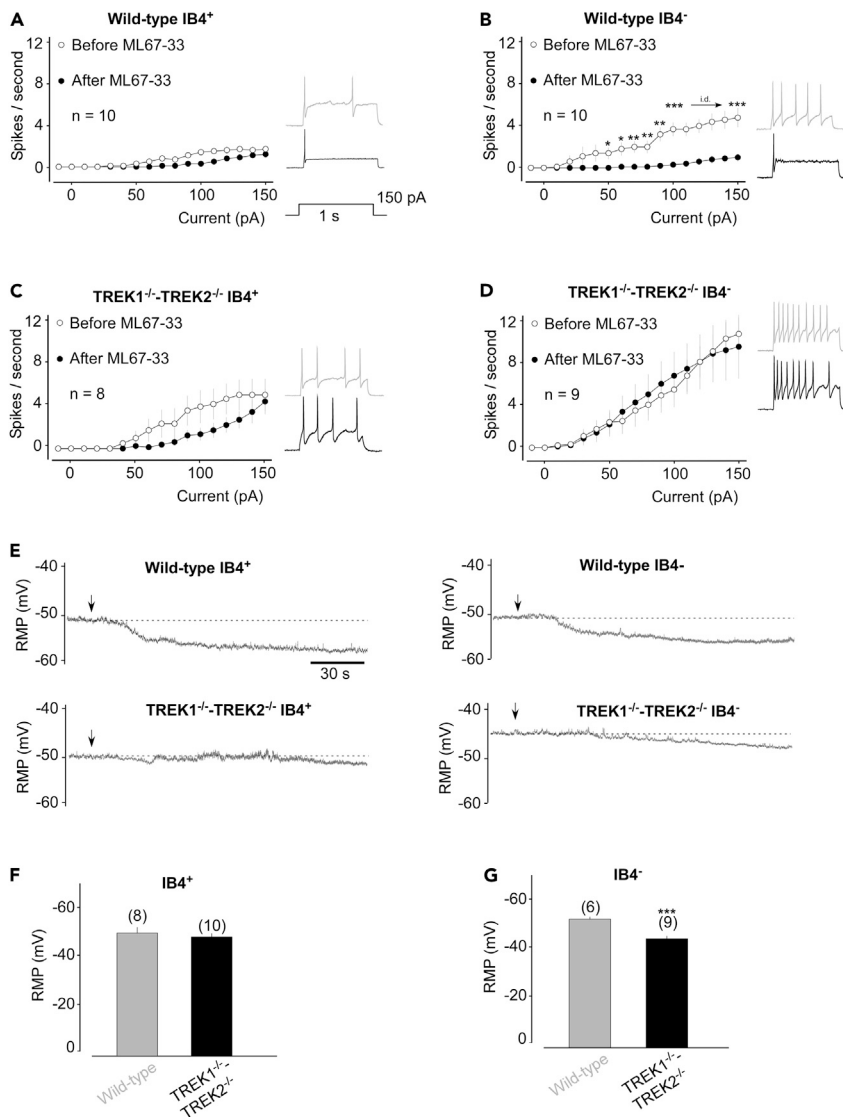 A
Wild-type IB4+
Spikes / second
12
8
4
0
Before ML67-33
After ML67-33
n = 10
0 50 100 150
Current (pA)
150 pA
1 s
B
Wild-type IB4-
Spikes / second
12
8
4
0
Before ML67-33
After ML67-33
n = 10
* * ** ** ** *** i.d. ***
0 50 100 150
Current (pA)
C
TREK1-/--TREK2-/- IB4+
Spikes / second
12
8
4
0
Before ML67-33
After ML67-33
n = 8
0 50 100 150
Current (pA)
D
TREK1-/--TREK2-/- IB4-
Spikes / second
12
8
4
0
Before ML67-33
After ML67-33
n = 9
0 50 100 150
Current (pA)
E
Wild-type IB4+
RMP (mV)
-40
-50
-60
30 s
Wild-type IB4-
RMP (mV)
-40
-50
-60
TREK1-/--TREK2-/- IB4+
RMP (mV)
-40
-50
-60
TREK1-/--TREK2-/- IB4-
RMP (mV)
-40
-50
-60
F
IB4+
RMP (mV)
-60
-40
-20
0
(8)
(10)
Wild-type
TREK1-/--
TREK2-/-
G
IB4-
RMP (mV)
-60
-40
-20
0
(6)
***
(9)
Wild-type
TREK1-/--
TREK2-/-